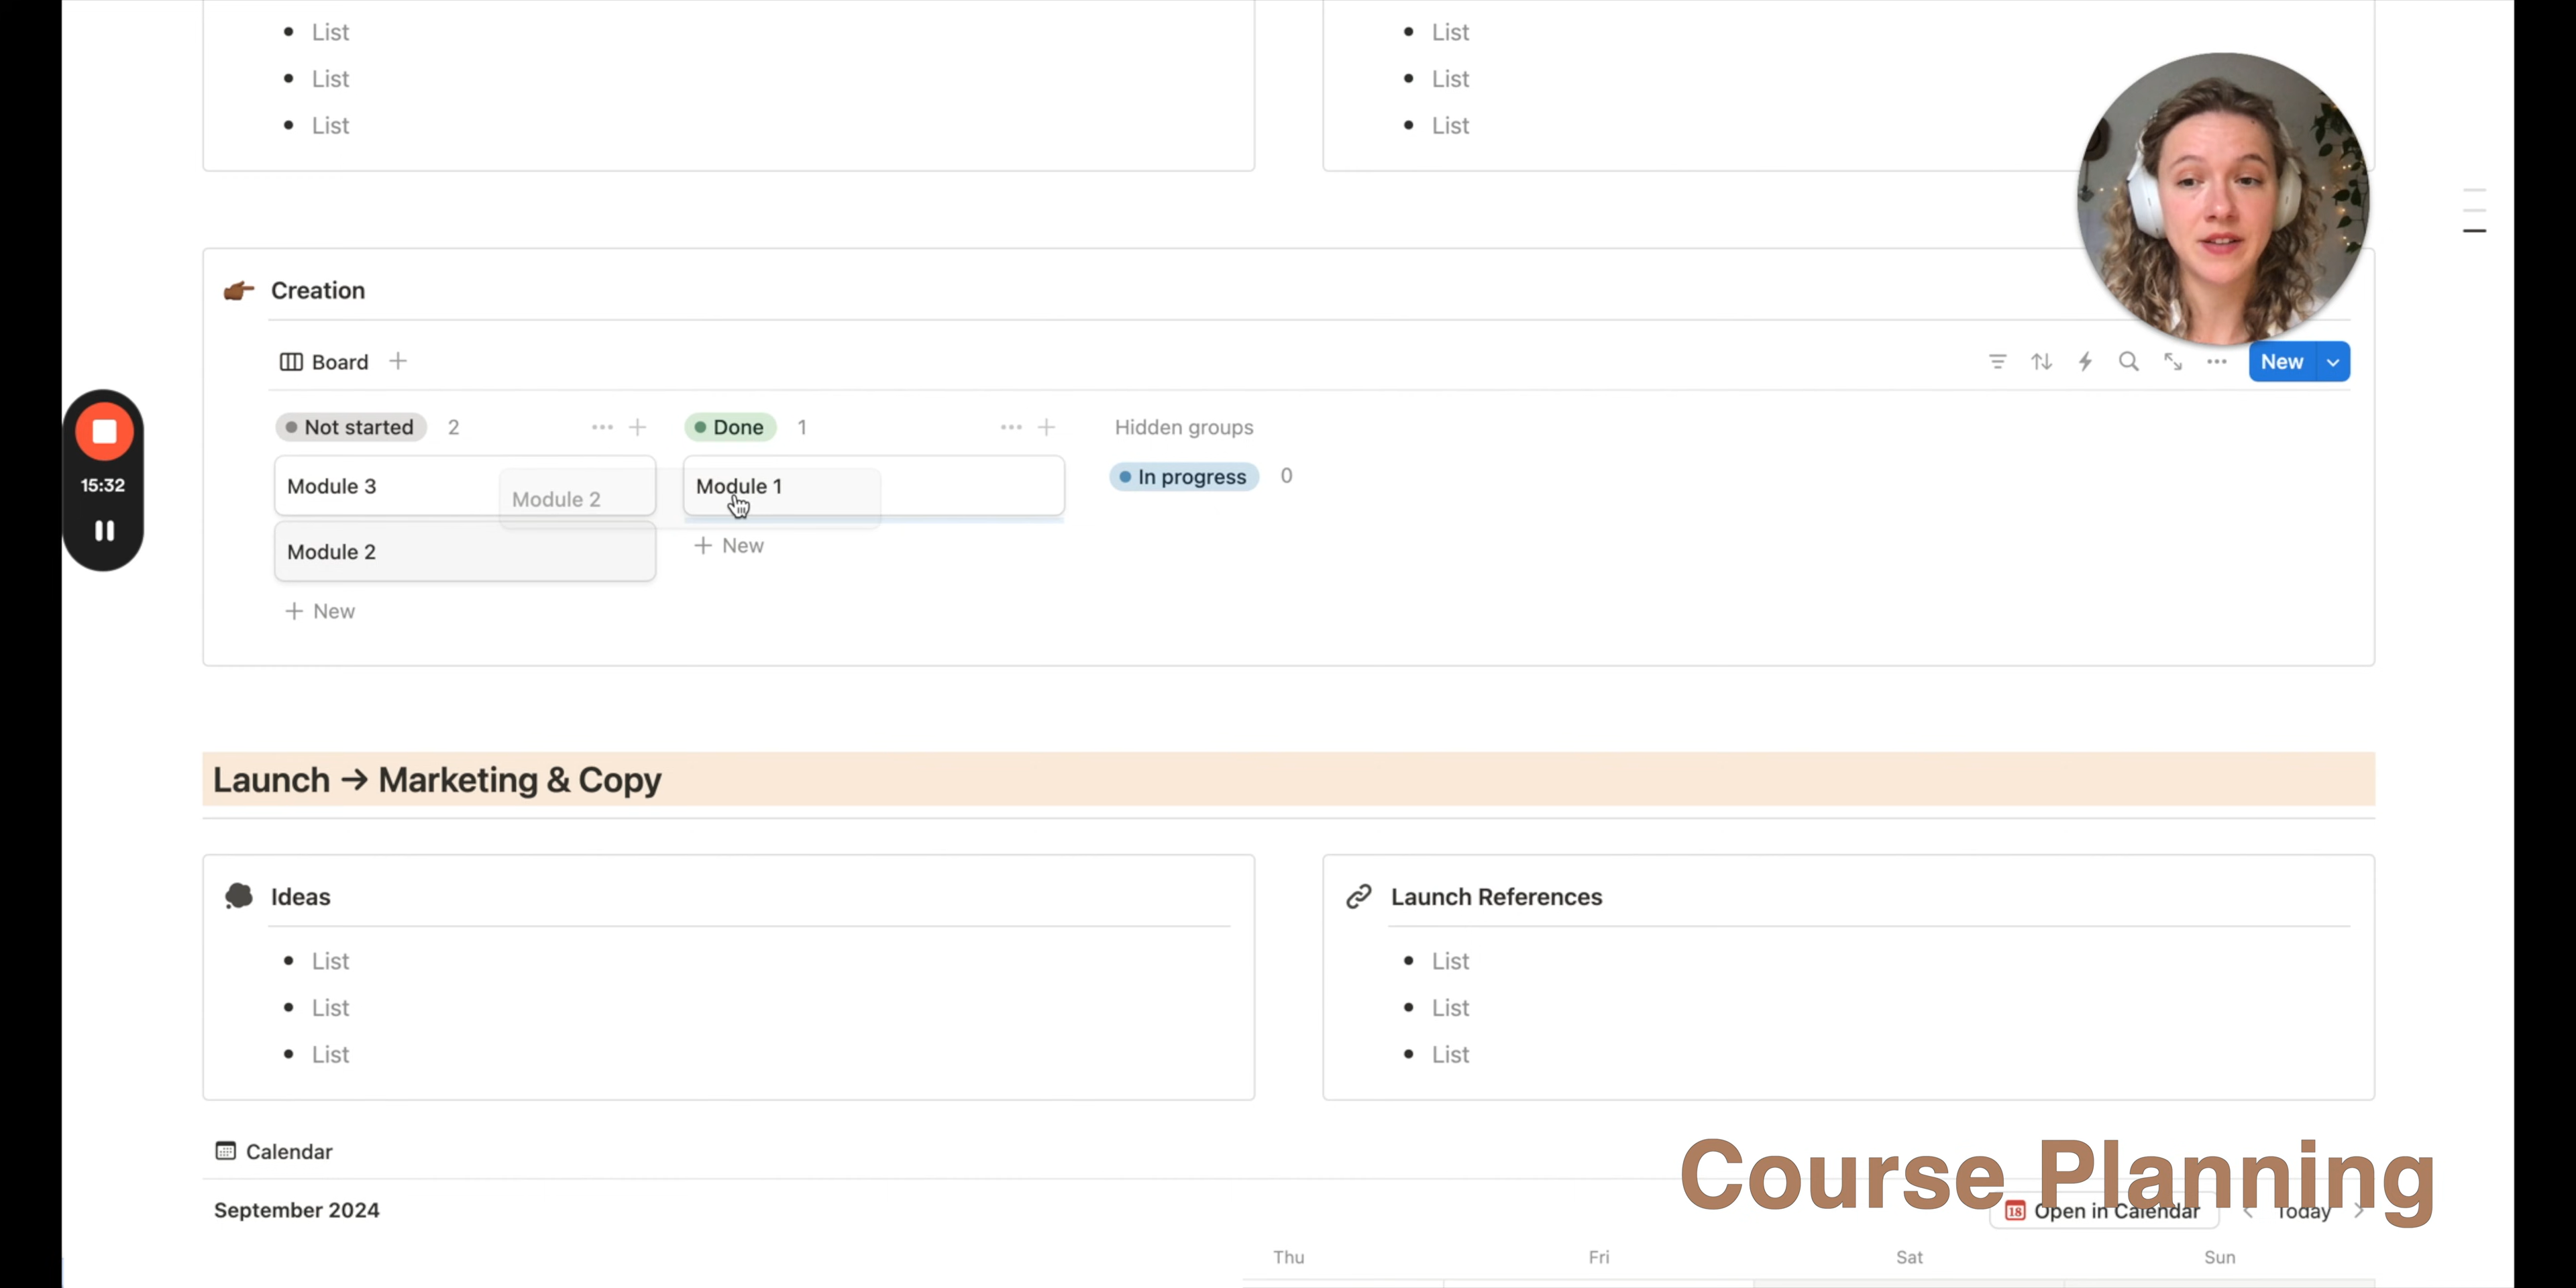 List
List
List
List
List
List
Creation
Board
New
Not started 2
Done 1
Hidden groups
Module 3
Module 2
Module 1
In progress 0
15:32
New
Module 2
New
Launch → Marketing & Copy
Ideas
Launch References
List
List
List
List
List
List
Calendar
Course Planning
September 2024
18
Open in Calendar
Today
Thu
Fri
Sat
Sun